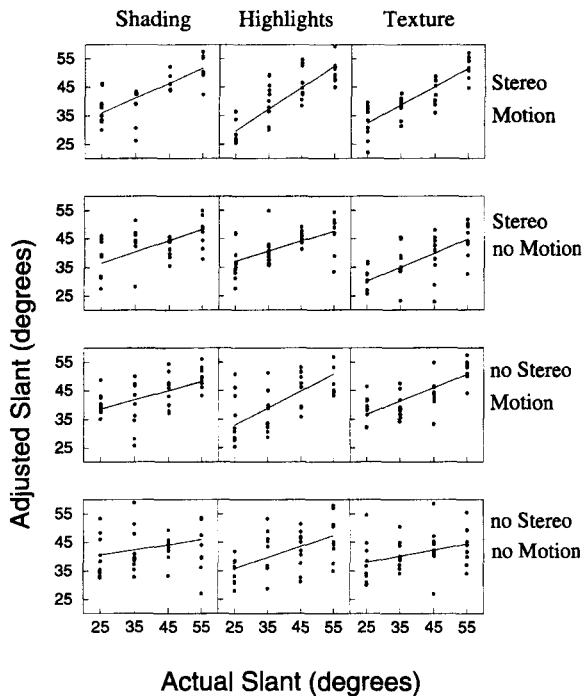 Shading Highlights Texture
55
45
35
25
Stereo
Motion
55
45
35
25
Stereo
no Motion
55
45
35
25
no Stereo
Motion
55
45
35
25
no Stereo
no Motion
25 35 45 55 25 35 45 55 25 35 45 55
Adjusted Slant (degrees)
Actual Slant (degrees)